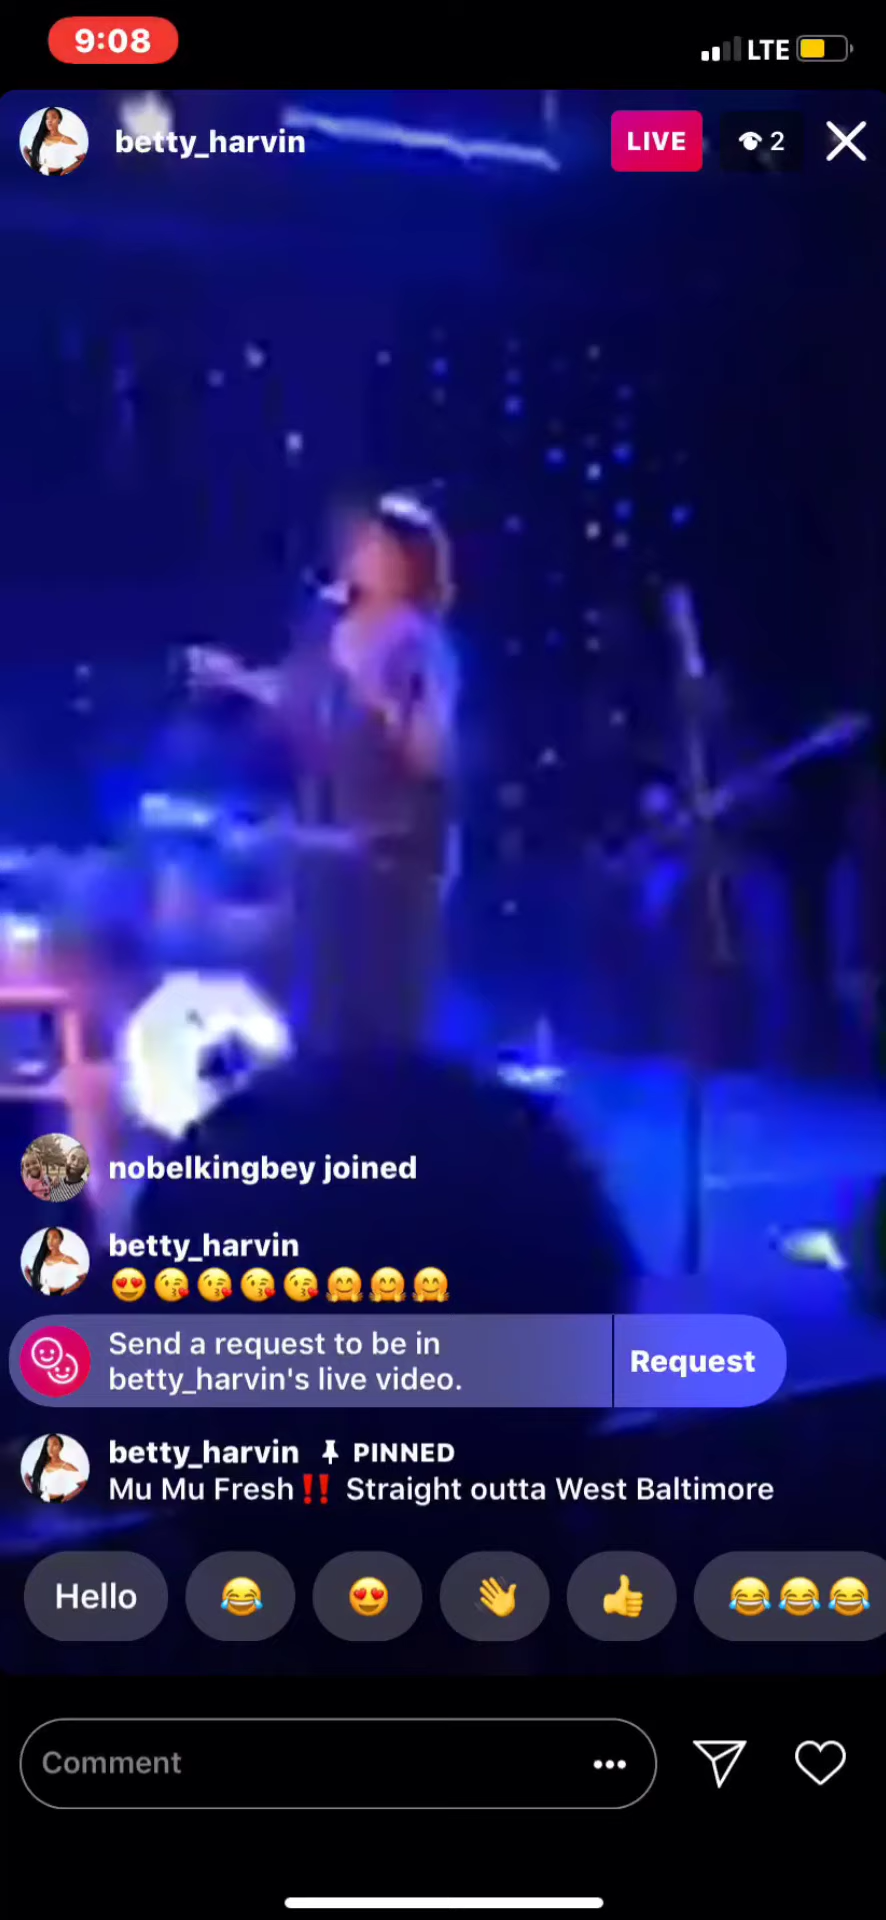 9:08
LTE
betty_harvin
LIVE
2
nobelkingbey joined
betty_harvin
😍😘😘😘😘🤗🤗🤗
Send a request to be in
betty_harvin's live video.
Request
betty_harvin PINNED
Mu Mu Fresh‼️ Straight outta West Baltimore
Hello 😂 😍 👋 👍 😂😂😂
Comment